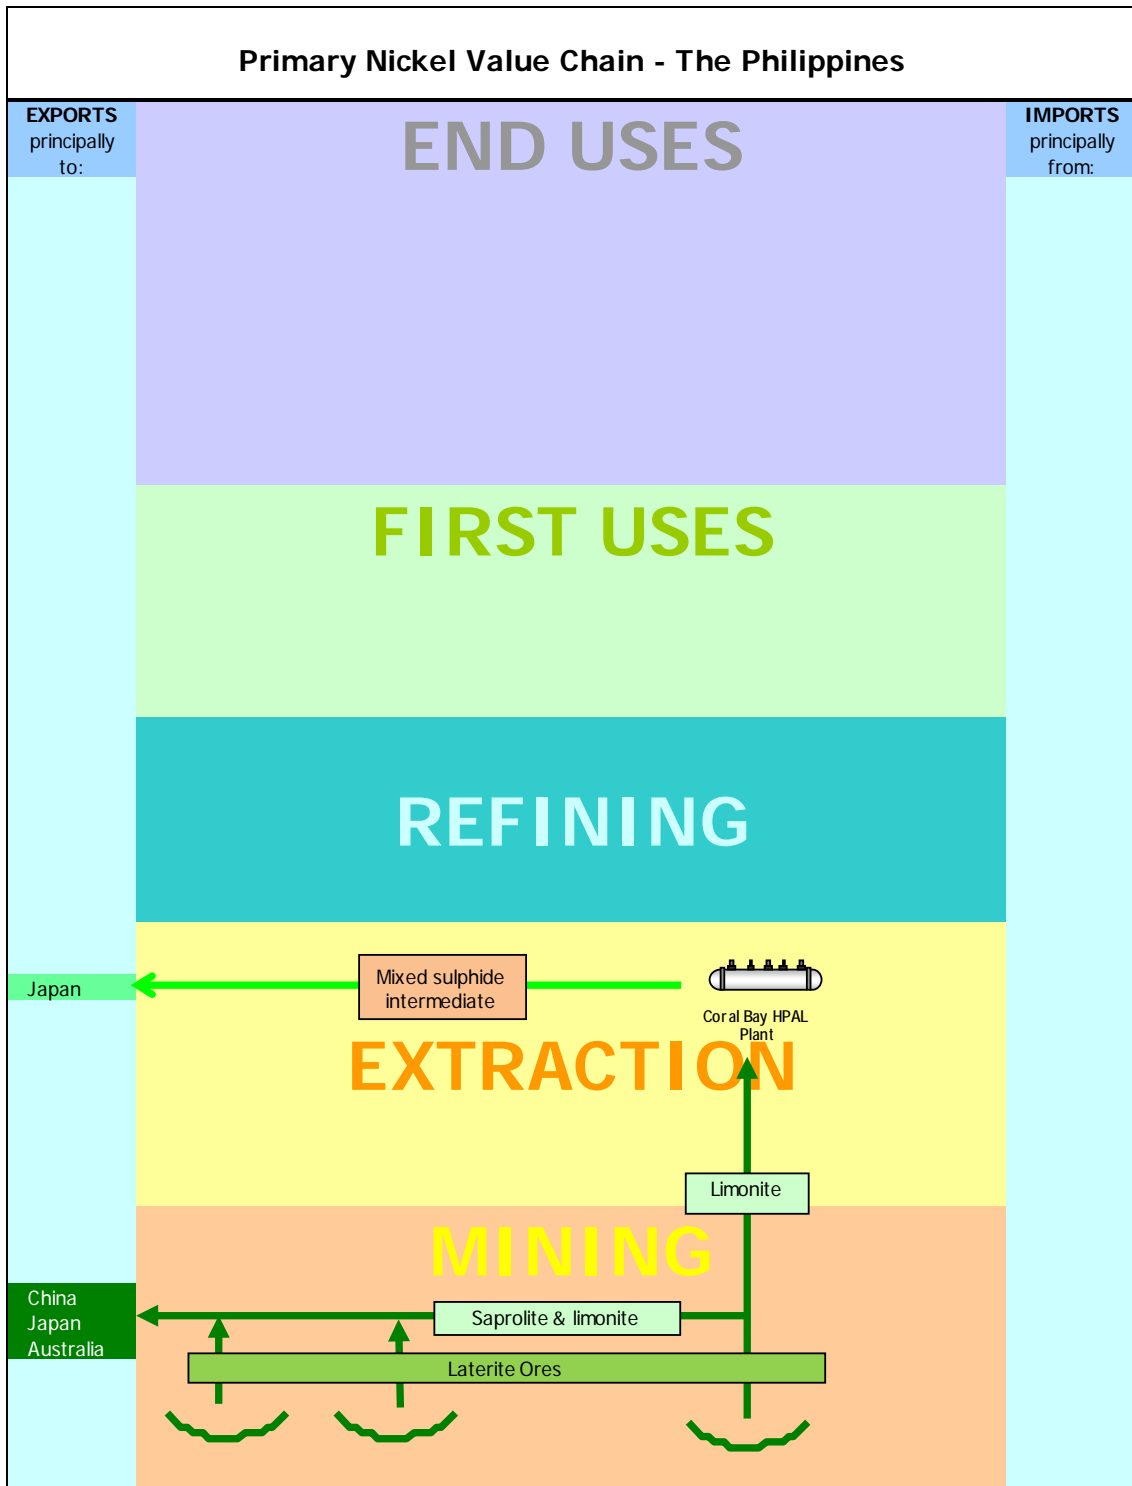 Primary Nickel Value Chain - The Philippines
EXPORTS
principally
to:
END USES
IMPORTS
principally
from:
FIRST USES
REFINING
Japan
Mixed sulphide
intermediate
Coral Bay HPAL
Plant
EXTRACTION
Limonite
MINING
China
Japan
Australia
Saprolite & limonite
Laterite Ores